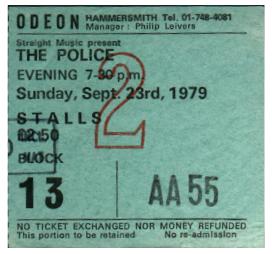 ODEON HAMMERSMITH Tel. 01-748-4081
Manager: Philip Leivers
Straight Music present
THE POLICE
EVENING 7-30 p.m.
Sunday, Sept. 23rd, 1979
STALLS
£2.50
BLOCK
2
13 AA 55
NO TICKET EXCHANGED NOR MONEY REFUNDED
This portion to be retained No re-admission